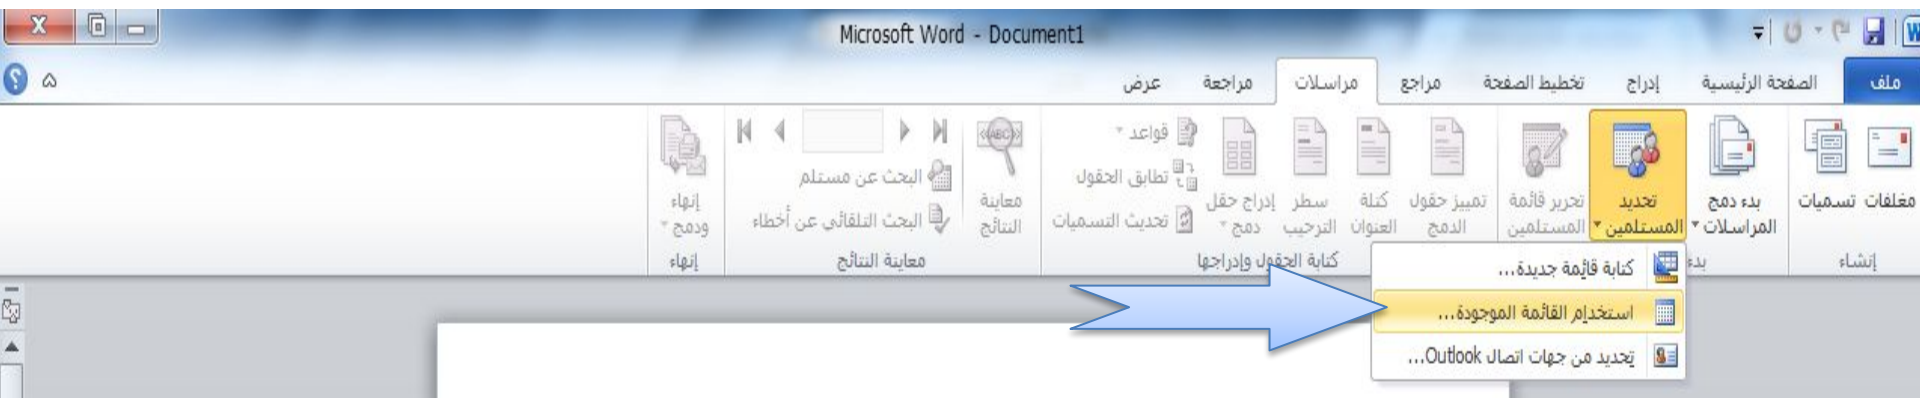 Microsoft Word - Document1
ملف الصفحة الرئيسية إدراج تخطيط الصفحة مراجع مراسلات مراجعة عرض
مغلفات
تسميات
إنشاء
بدء دمج
المراسلات
تحديد
المستلمين
تحرير قائمة
المستلمين
بدء
تمييز حقول
الدمج
كتلة
العنوان
سطر
الترحيب
إدراج حقل
دمج
قواعد
تطابق الحقول
تحديث التسميات
كتابة الحقول وإدراجها
معاينة
النتائج
«ABC»
البحث عن مستلم
البحث التلقائي عن أخطاء
معاينة النتائج
إنهاء
ودمج
إنهاء
كتابة قائمة جديدة...
استخدام القائمة الموجودة...
تحديد من جهات اتصال Outlook...